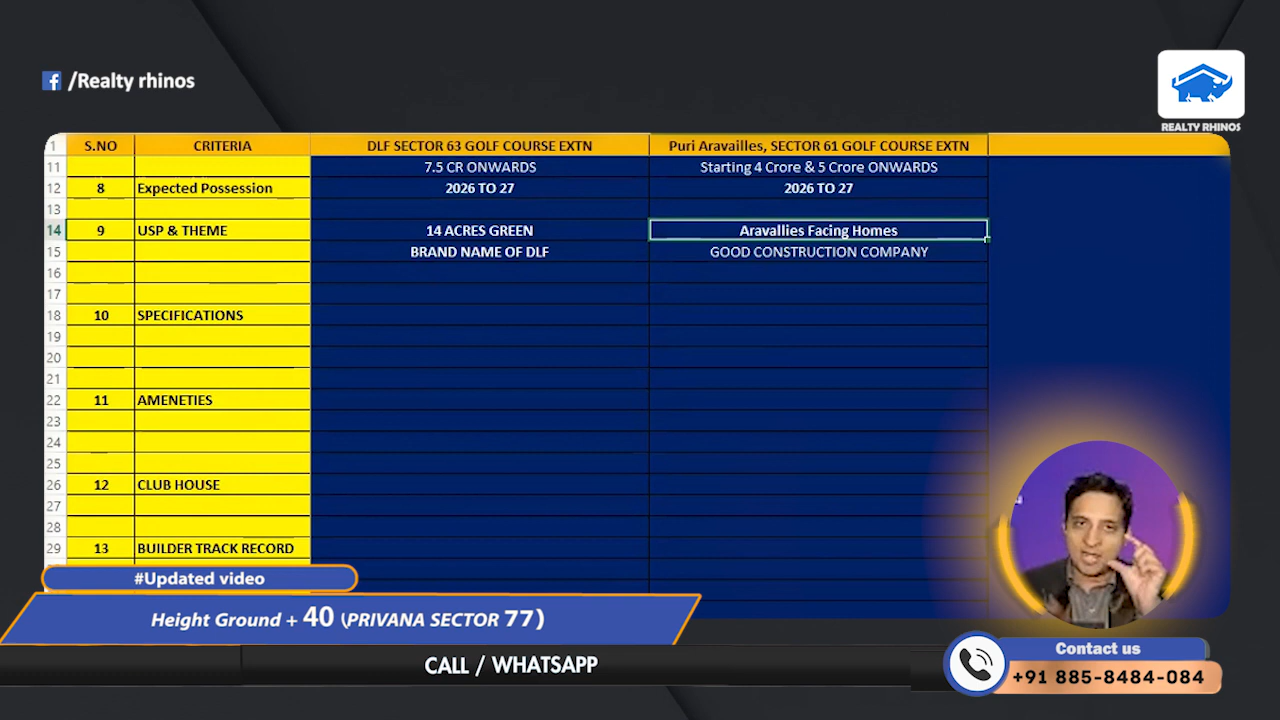 /Realty rhinos
REALTY RHINOS
1 S.NO CRITERIA DLF SECTOR 63 GOLF COURSE EXTN Puri Aravailles, SECTOR 61 GOLF COURSE EXTN
11 7.5 CR ONWARDS Starting 4 Crore & 5 Crore ONWARDS
12 8 Expected Possession 2026 TO 27 2026 TO 27
13
14 9 USP & THEME 14 ACRES GREEN Aravallies Facing Homes
15 BRAND NAME OF DLF GOOD CONSTRUCTION COMPANY
16
17
18 10 SPECIFICATIONS
19
20
21
22 11 AMENETIES
23
24
25
26 12 CLUB HOUSE
27
28
29 13 BUILDER TRACK RECORD
#Updated video
Height Ground + 40 (PRIVANA SECTOR 77)
CALL / WHATSAPP
Contact us
+91 885-8484-084